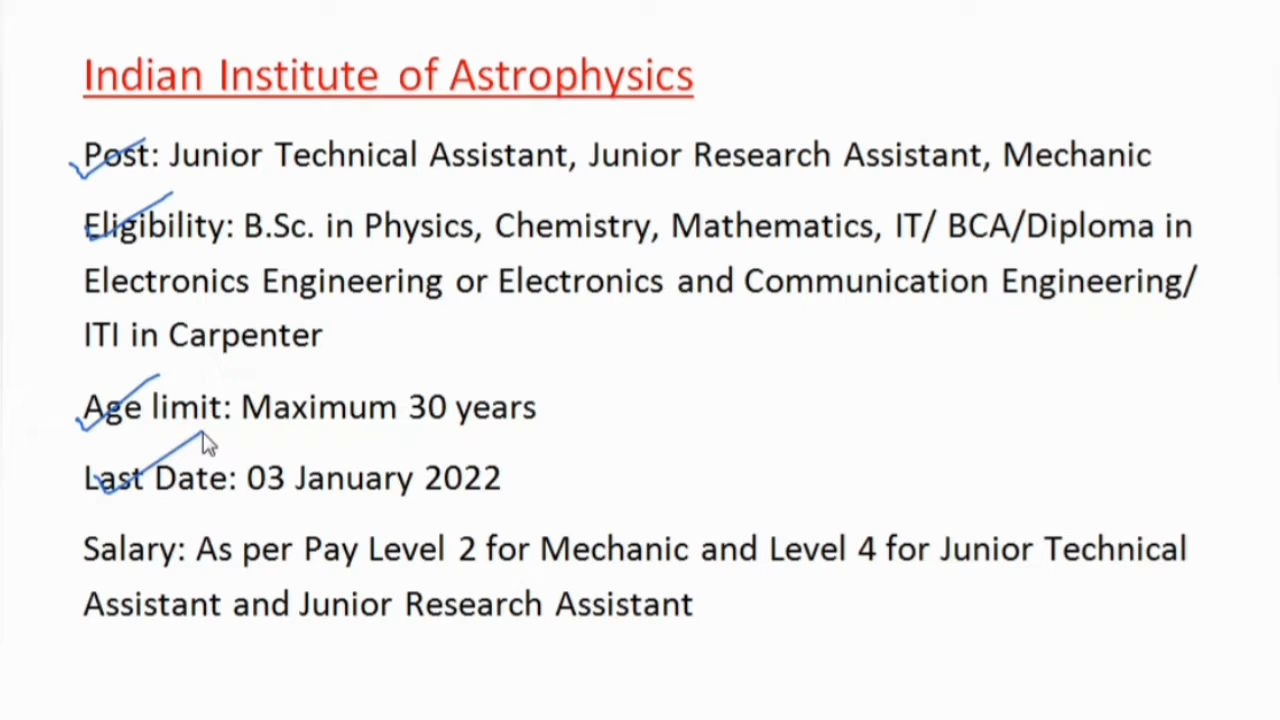 Indian Institute of Astrophysics
Post: Junior Technical Assistant, Junior Research Assistant, Mechanic
Eligibility: B.Sc. in Physics, Chemistry, Mathematics, IT/ BCA/Diploma in
Electronics Engineering or Electronics and Communication Engineering/
ITI in Carpenter
Age limit: Maximum 30 years
Last Date: 03 January 2022
Salary: As per Pay Level 2 for Mechanic and Level 4 for Junior Technical
Assistant and Junior Research Assistant